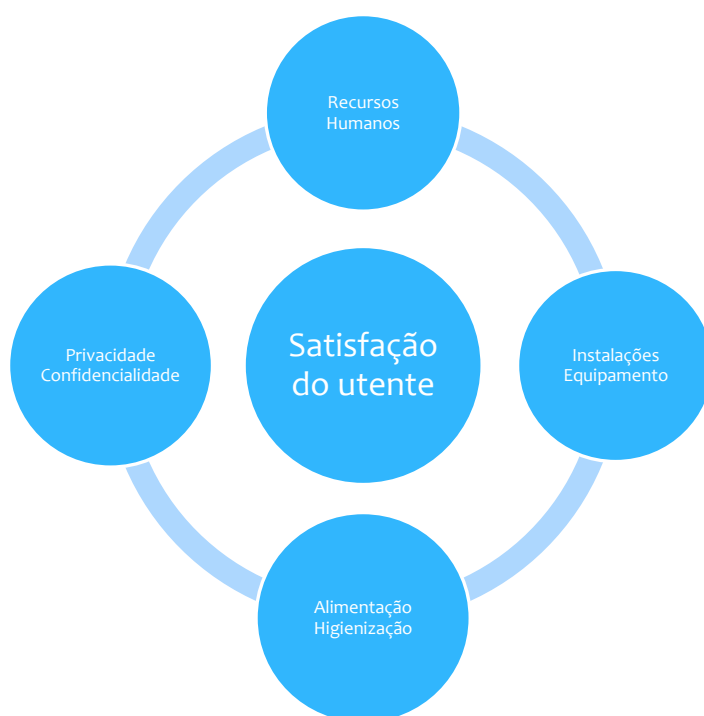 Recursos
Humanos
Privacidade
Confidencialidade
Satisfação
do utente
Instalações
Equipamento
Alimentação
Higienização